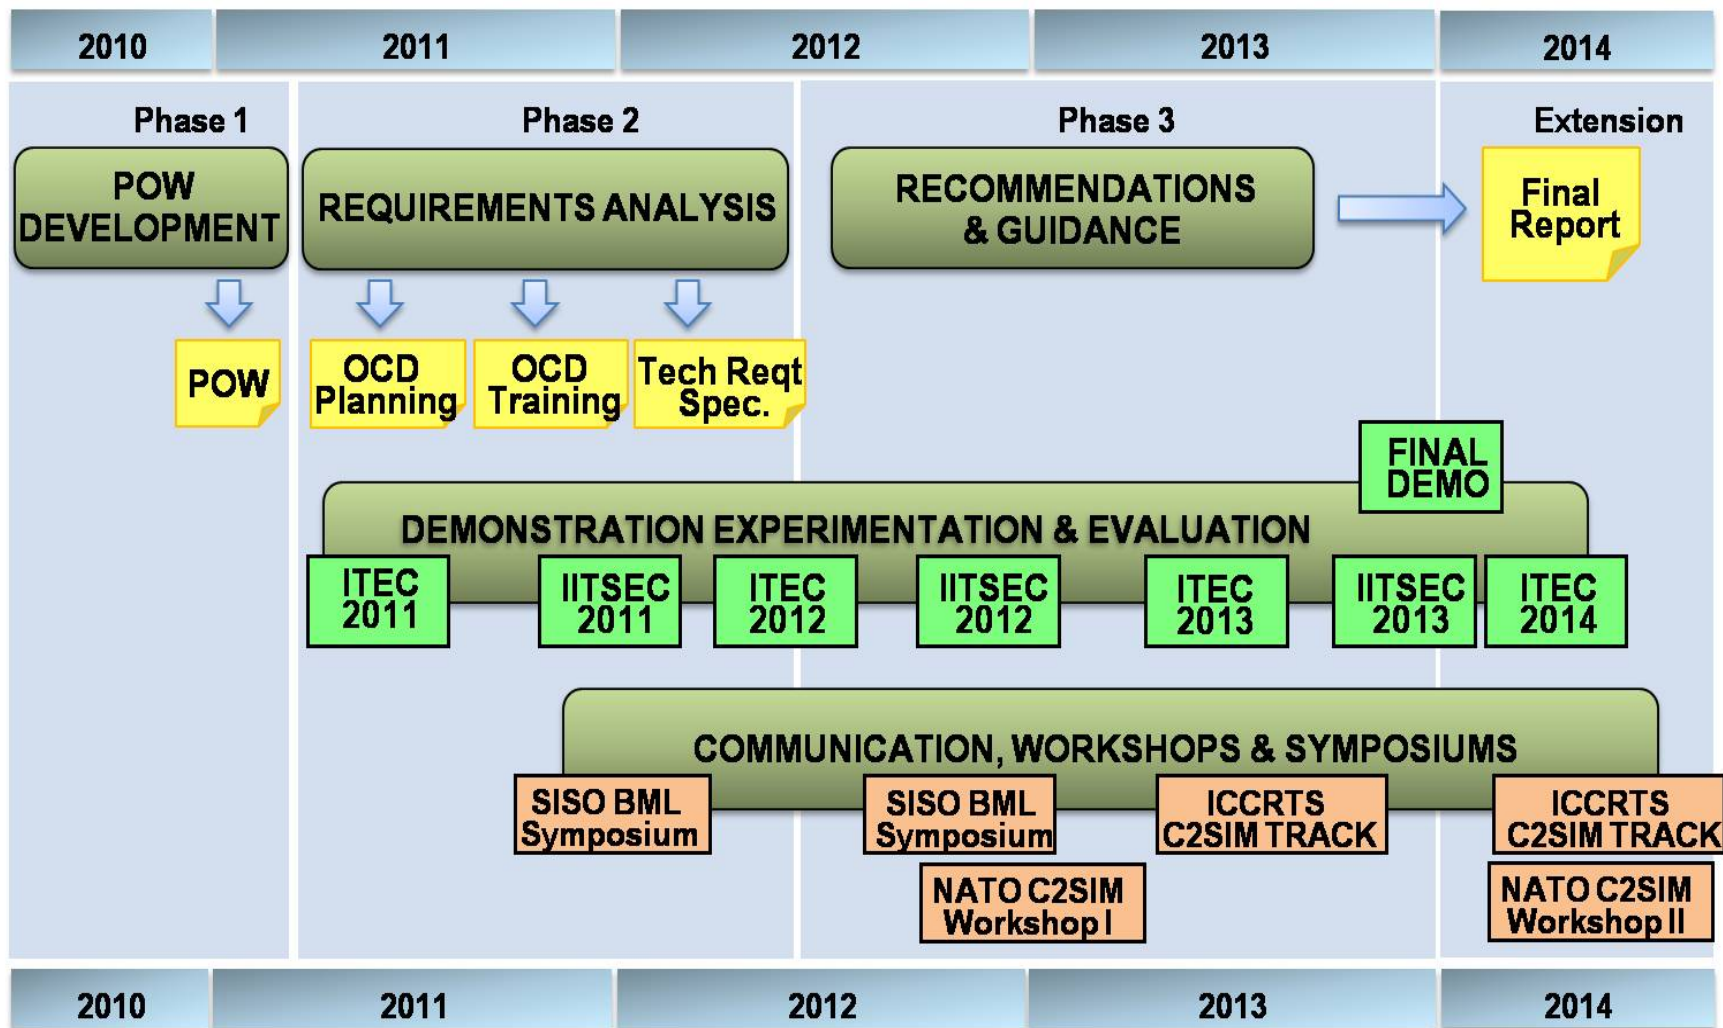 2010
2011
2012
2013
2014
Phase 1
Phase 2
Phase 3
Extension
POW
DEVELOPMENT
REQUIREMENTS ANALYSIS
RECOMMENDATIONS
& GUIDANCE
Final
Report
POW
OCD
Planning
OCD
Training
Tech Reqt
Spec.
FINAL
DEMO
DEMONSTRATION EXPERIMENTATION & EVALUATION
ITEC
2011
IITSEC
2011
ITEC
2012
IITSEC
2012
ITEC
2013
IITSEC
2013
ITEC
2014
COMMUNICATION, WORKSHOPS & SYMPOSIUMS
SISO BML
Symposium
SISO BML
Symposium
ICCRTS
C2SIM TRACK
ICCRTS
C2SIM TRACK
NATO C2SIM
Workshop I
NATO C2SIM
Workshop II
2010
2011
2012
2013
2014